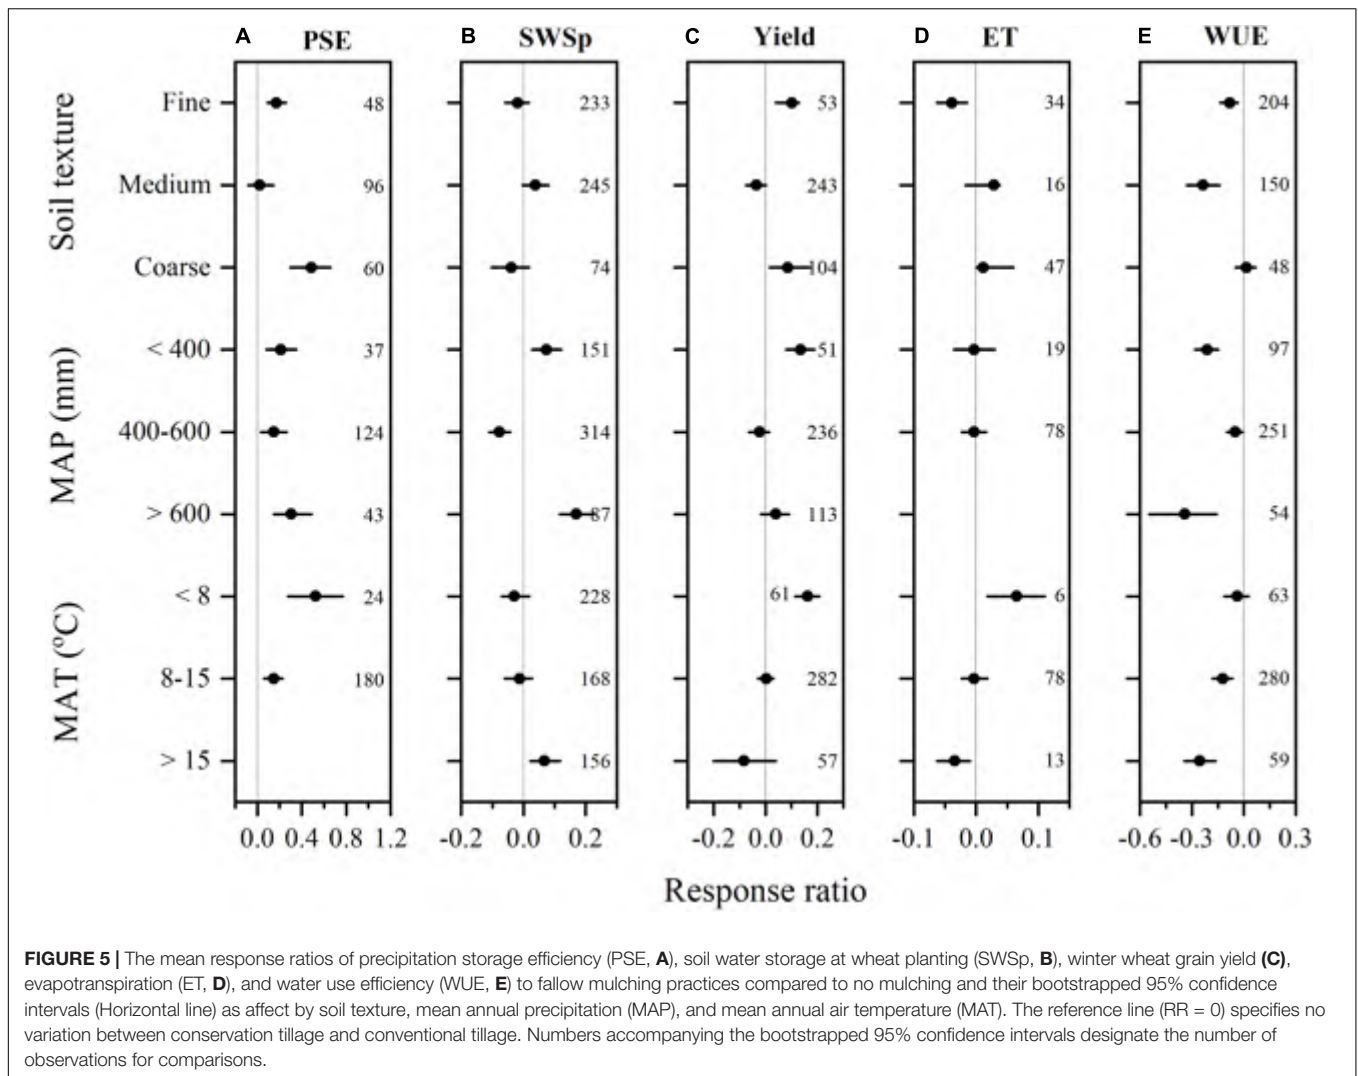 A PSE B SWSp C Yield D ET E WUE
Soil texture
Fine 48 233 53 34 204
Medium 96 245 243 16 150
Coarse 60 74 104 47 48
MAP (mm)
< 400 37 151 51 19 97
400-600 124 314 236 78 251
> 600 43 87 113 54
MAT (ºC)
< 8 24 228 61 6 63
8-15 180 168 282 78 280
> 15 156 57 13 59
0.0 0.4 0.8 1.2 -0.2 0.0 0.2 -0.2 0.0 0.2 -0.1 0.0 0.1 -0.6 -0.3 0.0 0.3
Response ratio
FIGURE 5 | The mean response ratios of precipitation storage efficiency (PSE, A), soil water storage at wheat planting (SWSp, B), winter wheat grain yield (C),
evapotranspiration (ET, D), and water use efficiency (WUE, E) to fallow mulching practices compared to no mulching and their bootstrapped 95% confidence
intervals (Horizontal line) as affect by soil texture, mean annual precipitation (MAP), and mean annual air temperature (MAT). The reference line (RR = 0) specifies no
variation between conservation tillage and conventional tillage. Numbers accompanying the bootstrapped 95% confidence intervals designate the number of
observations for comparisons.